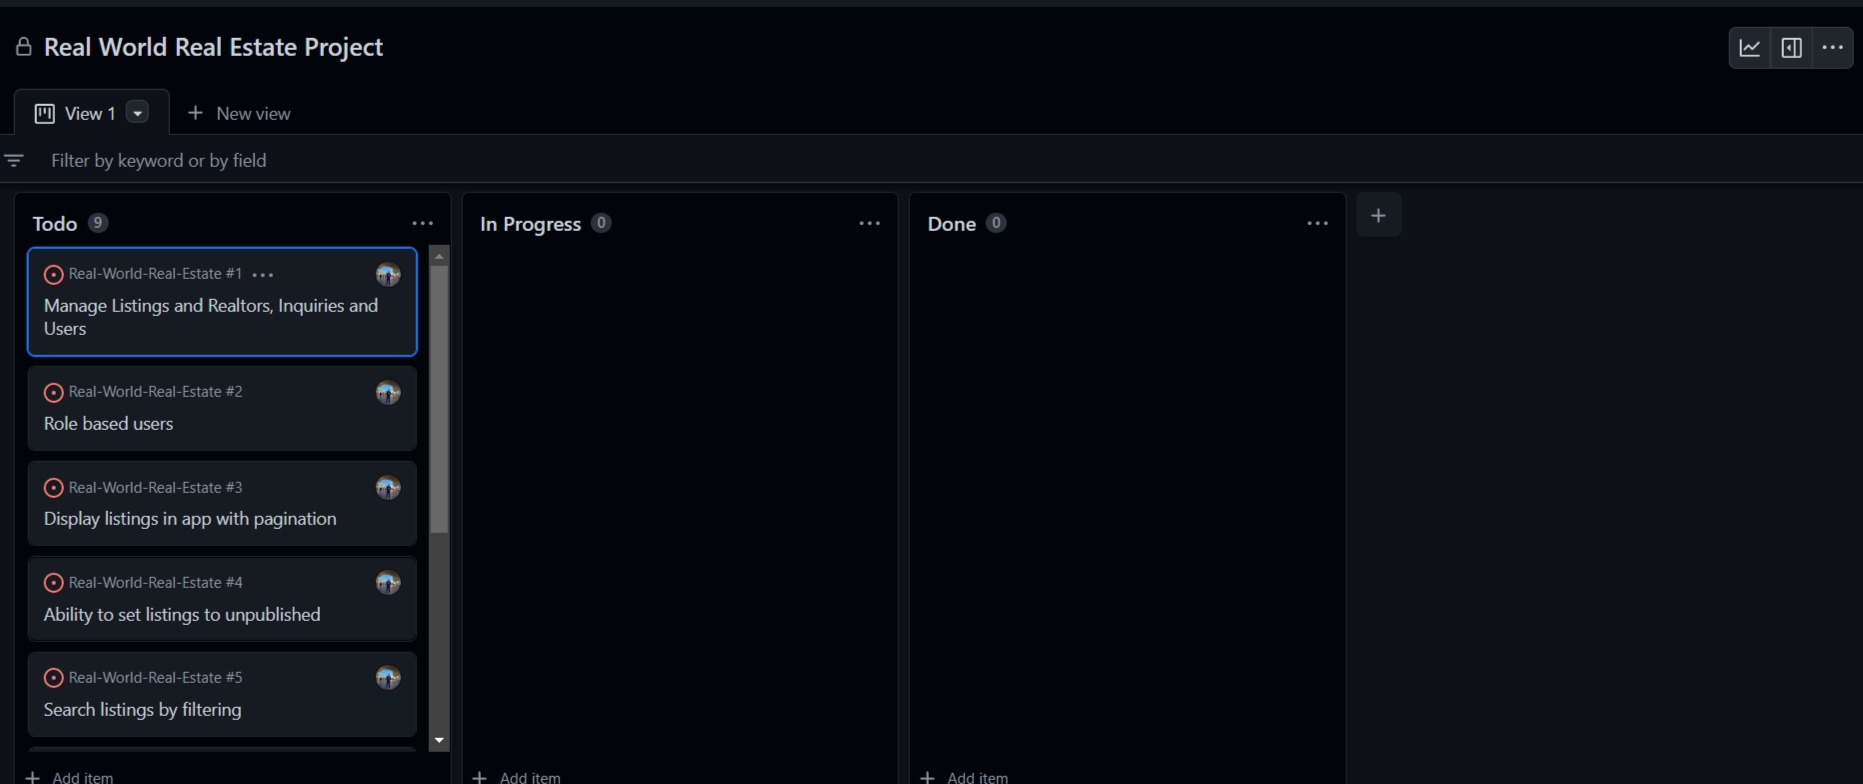 Real World Real Estate Project
View 1
New view
Filter by keyword or by field
Todo 9
Real-World-Real-Estate #1
Manage Listings and Realtors, Inquiries and
Users
Real-World-Real-Estate #2
Role based users
Real-World-Real-Estate #3
Display listings in app with pagination
Real-World-Real-Estate #4
Ability to set listings to unpublished
Real-World-Real-Estate #5
Search listings by filtering
Add item
In Progress 0
Add item
Done 0
Add item